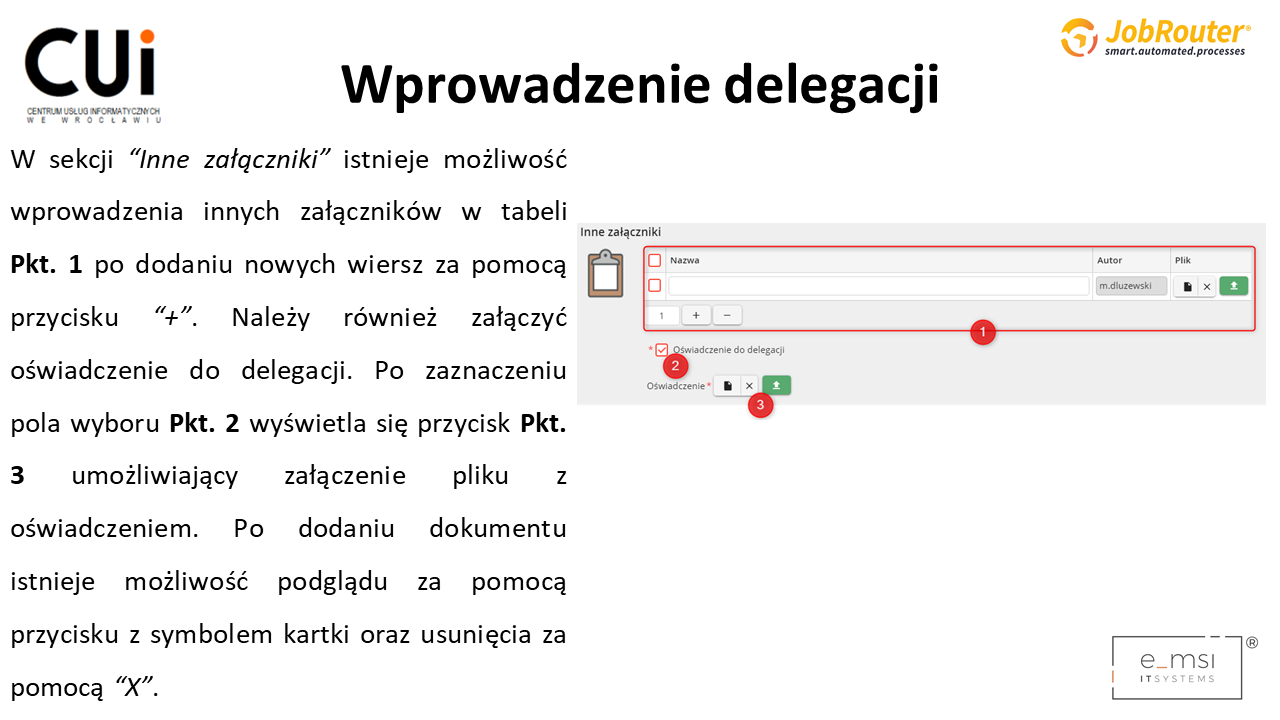 CUi
CENTRUM USŁUG INFORMATYCZNYCH
WE WROCŁAWIU
JobRouter®
smart.automated.processes
Wprowadzenie delegacji
W sekcji “Inne załączniki” istnieje możliwość
wprowadzenia innych załączników w tabeli
Pkt. 1 po dodaniu nowych wiersz za pomocą
przycisku “+”. Należy również załączyć
oświadczenie do delegacji. Po zaznaczeniu
pola wyboru Pkt. 2 wyświetla się przycisk Pkt.
3 umożliwiający załączenie pliku z
oświadczeniem. Po dodaniu dokumentu
istnieje możliwość podglądu za pomocą
przycisku z symbolem kartki oraz usunięcia za
pomocą “X”.
Inne załączniki
Nazwa Autor Plik
m.dluzewski
1 + −
1
* Oświadczenie do delegacji
2
Oświadczenie *
3
e_msi ®
ITSYSTEMS